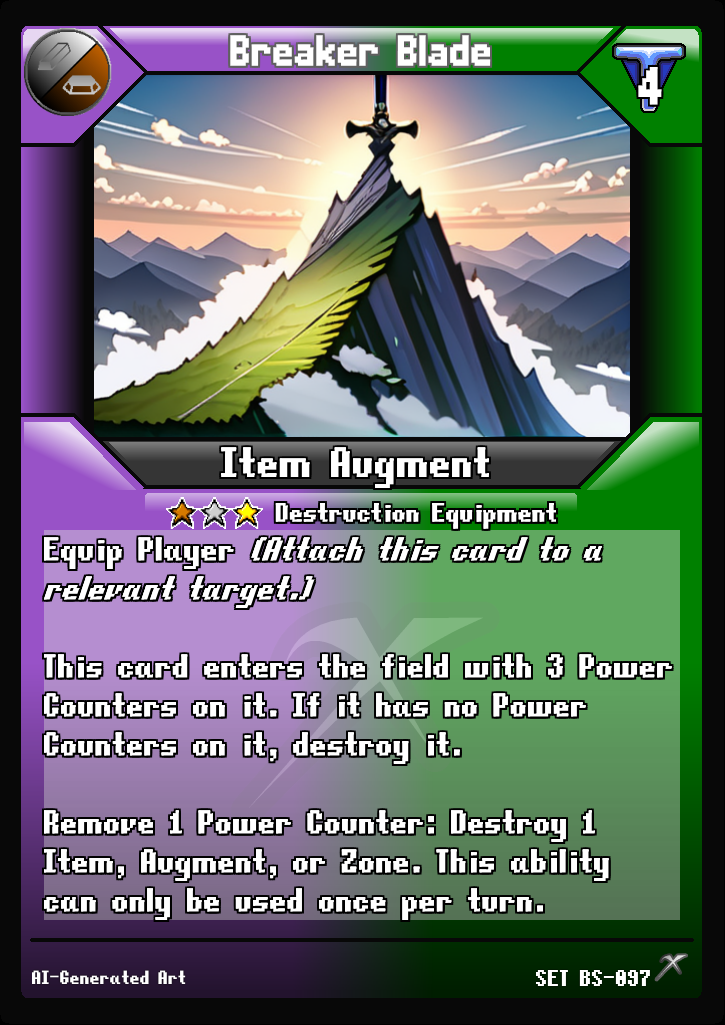 Breaker Blade
4
Item Augment
Destruction Equipment
Equip Player (Attach this card to a
relevant target.)
This card enters the field with 3 Power
Counters on it. If it has no Power
Counters on it, destroy it.
Remove 1 Power Counter: Destroy 1
Item, Augment, or Zone. This ability
can only be used once per turn.
AI-Generated Art
SET BS-097